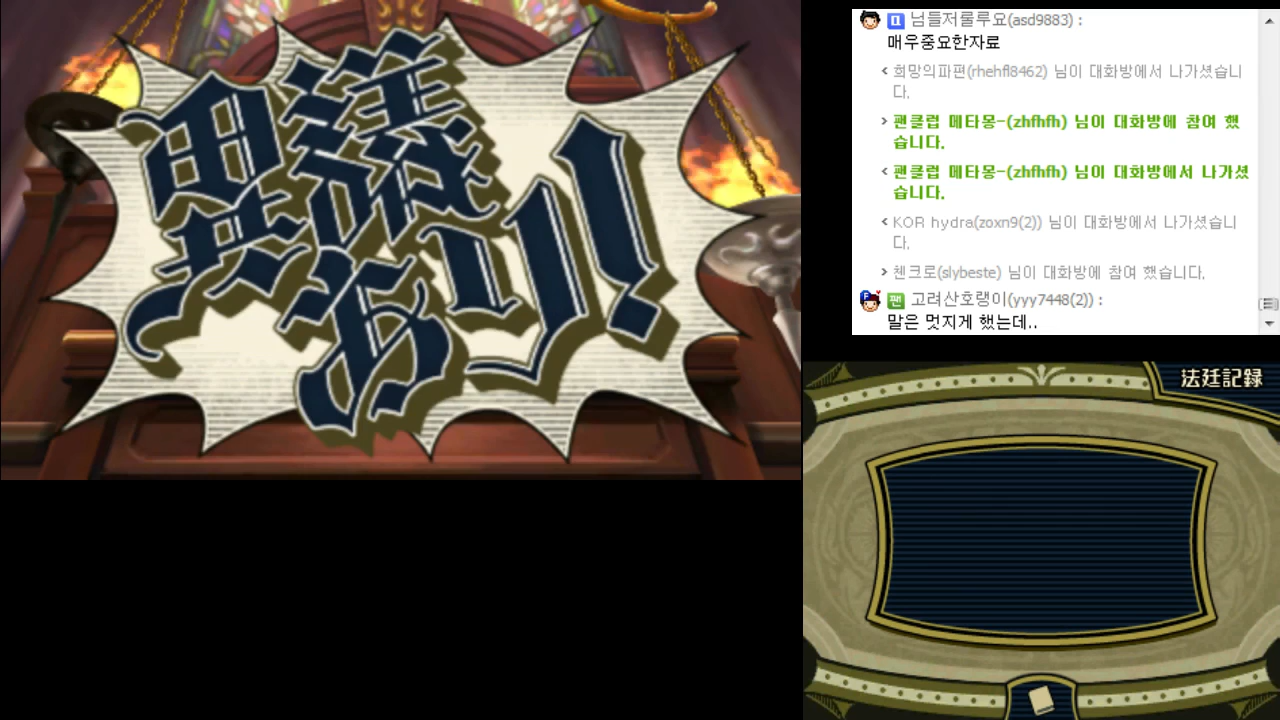 異議あり!
넘들저룰루요(asd9883) :
매우중요한자료
< 희망의파편(rhehfl8462) 님이 대화방에서 나가셨습니
다.
> 팬클럽 메타몽-(zhfhfh) 님이 대화방에 참여 했
습니다.
< 팬클럽 메타몽-(zhfhfh) 님이 대화방에서 나가셨
습니다.
< KOR hydra(zoxn9(2)) 님이 대화방에서 나가셨습니
다.
> 첸크로(slybeste) 님이 대화방에 참여 했습니다.
팬 고려산호랭이(yyy7448(2)) :
말은 멋지게 했는데..
法廷記録